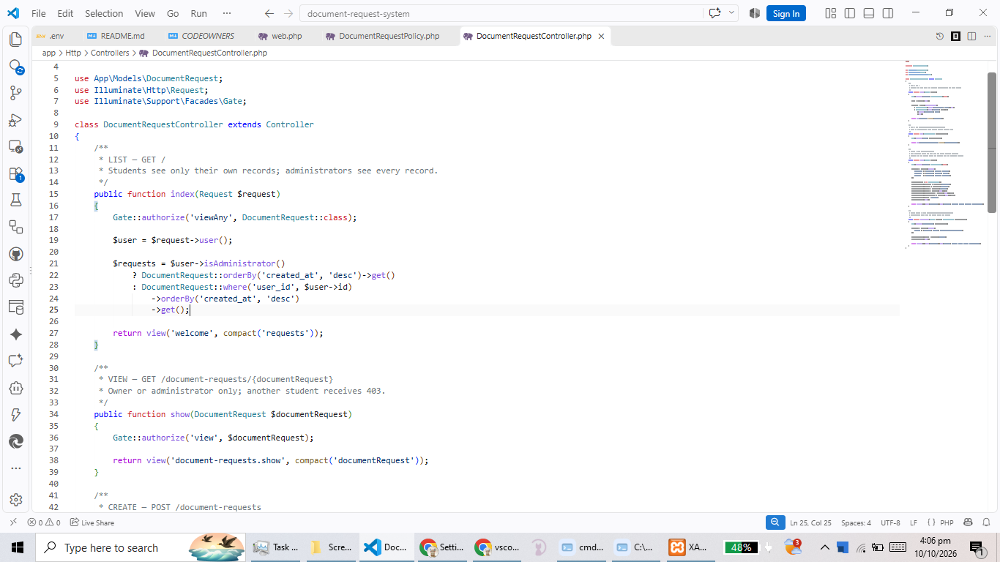 File Edit Selection View Go Run ··· document-request-system Sign In
.env README.md CODEOWNERS web.php DocumentRequestPolicy.php DocumentRequestController.php
app > Http > Controllers > DocumentRequestController.php
4
5 use App\Models\DocumentRequest;
6 use Illuminate\Http\Request;
7 use Illuminate\Support\Facades\Gate;
8
9 class DocumentRequestController extends Controller
10 {
11 /**
12 * LIST — GET /
13 * Students see only their own records; administrators see every record.
14 */
15 public function index(Request $request)
16 {
17 Gate::authorize('viewAny', DocumentRequest::class);
18
19 $user = $request->user();
20
21 $requests = $user->isAdministrator()
22 ? DocumentRequest::orderBy('created_at', 'desc')->get()
23 : DocumentRequest::where('user_id', $user->id)
24 ->orderBy('created_at', 'desc')
25 ->get();
26
27 return view('welcome', compact('requests'));
28 }
29
30 /**
31 * VIEW — GET /document-requests/{documentRequest}
32 * Owner or administrator only; another student receives 403.
33 */
34 public function show(DocumentRequest $documentRequest)
35 {
36 Gate::authorize('view', $documentRequest);
37
38 return view('document-requests.show', compact('documentRequest'));
39 }
40
41 /**
42 * CREATE — POST /document-requests
0 0 Live Share Ln 25, Col 25 Spaces: 4 UTF-8 LF { } PHP
Type here to search Task ... Scre... Doc... Setti... vsco... cmd... C:\... XA... 48% 3 4:06 pm
10/10/2026 1